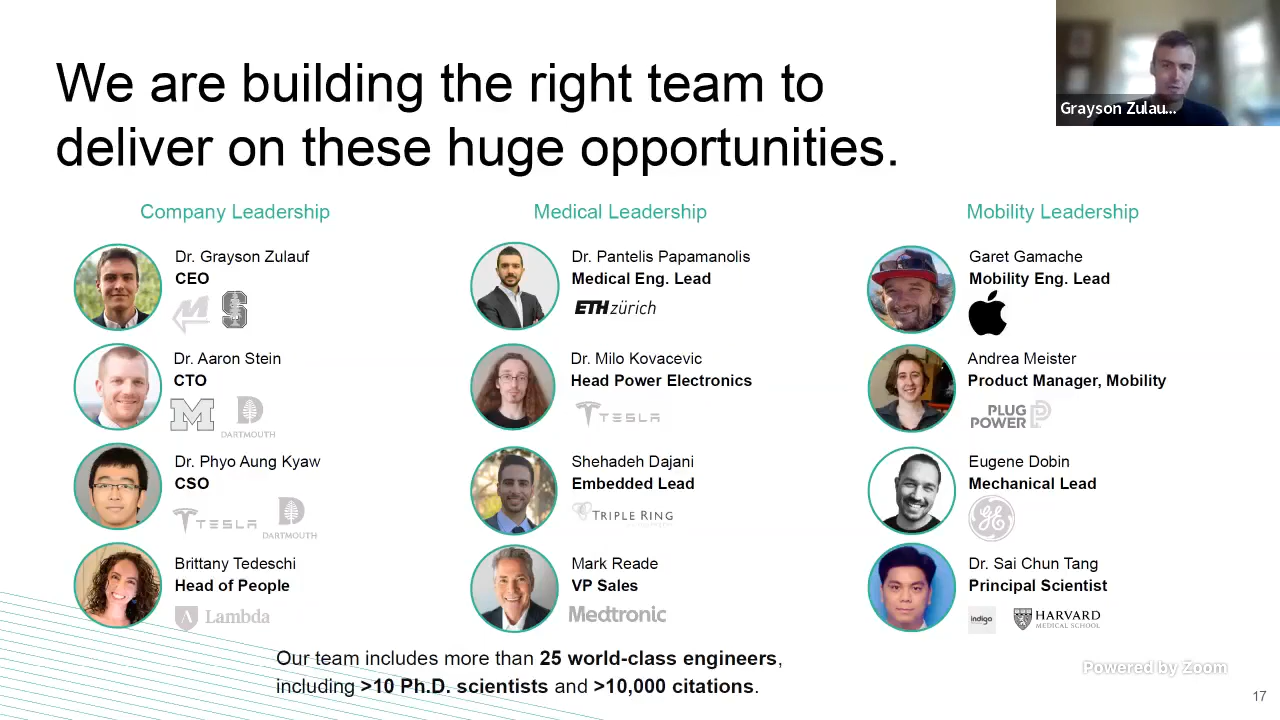 We are building the right team to
deliver on these huge opportunities.
Grayson Zulau...
Company Leadership
Dr. Grayson Zulauf
CEO
S
Dr. Aaron Stein
CTO
M
DARTMOUTH
Dr. Phyo Aung Kyaw
CSO
TESLA
DARTMOUTH
Brittany Tedeschi
Head of People
Lambda
Medical Leadership
Dr. Pantelis Papamanolis
Medical Eng. Lead
ETH zürich
Dr. Milo Kovacevic
Head Power Electronics
TESLA
Shehadeh Dajani
Embedded Lead
TRIPLE RING
Mark Reade
VP Sales
Medtronic
Mobility Leadership
Garet Gamache
Mobility Eng. Lead
Andrea Meister
Product Manager, Mobility
PLUG
POWER
Eugene Dobin
Mechanical Lead
GE
Dr. Sai Chun Tang
Principal Scientist
indigo
HARVARD
MEDICAL SCHOOL
Our team includes more than 25 world-class engineers,
including >10 Ph.D. scientists and >10,000 citations.
Powered by Zoom
17